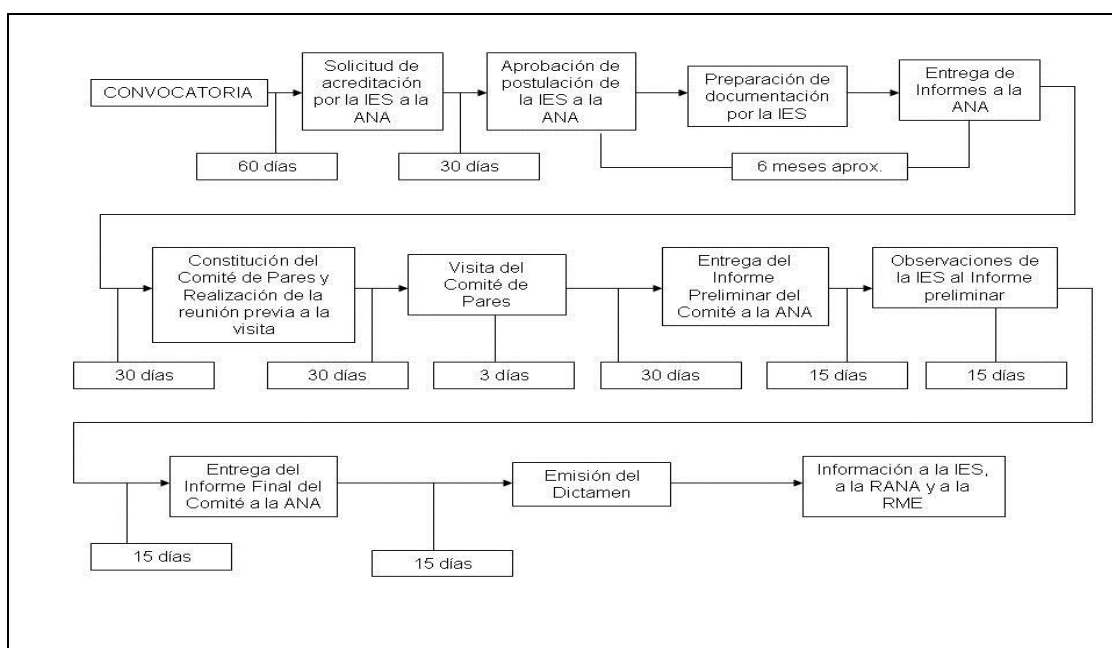 CONVOCATORIA
Solicitud de
acreditación
por la IES a la
ANA
Aprobación de
postulación de
la IES a la
ANA
Preparación de
documentación
por la IES
Entrega de
Informes a la
ANA
60 días
30 días
6 meses aprox.
Constitución del
Comité de Pares y
Realización de la
reunión previa a la
visita
Visita del
Comité de
Pares
Entrega del
Informe
Preliminar del
Comité a la ANA
Observaciones de
la IES al Informe
preliminar
30 días
30 días
3 días
30 días
15 días
15 días
Entrega del
Informe Final del
Comité a la ANA
Emisión del
Dictamen
Información a la IES,
a la RANA y a la
RME
15 días
15 días